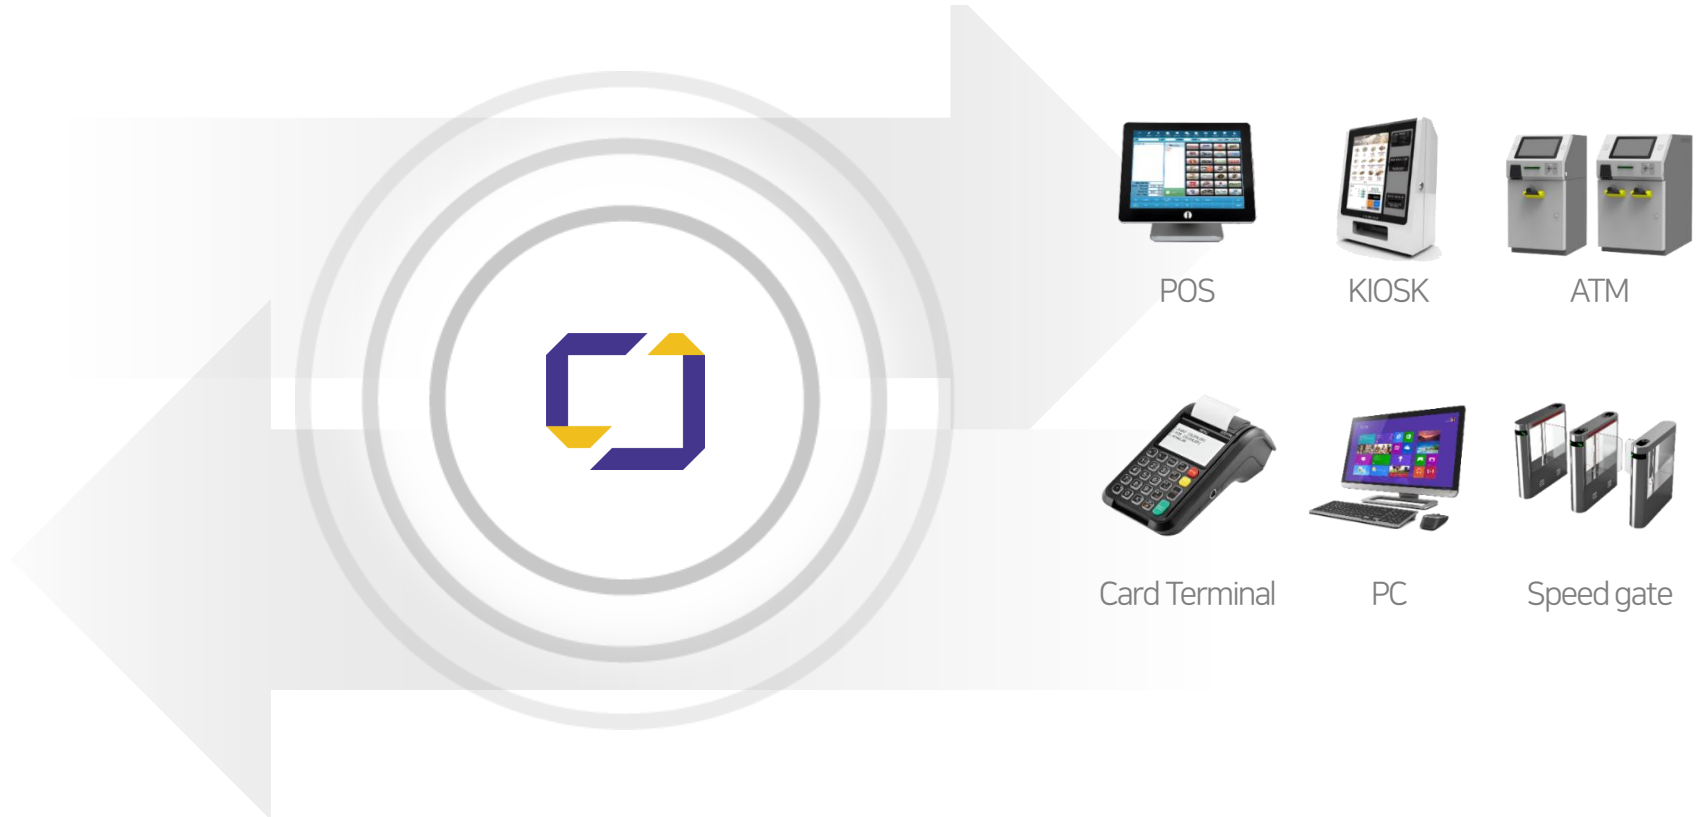 POS
KIOSK
ATM
Card Terminal
PC
Speed gate